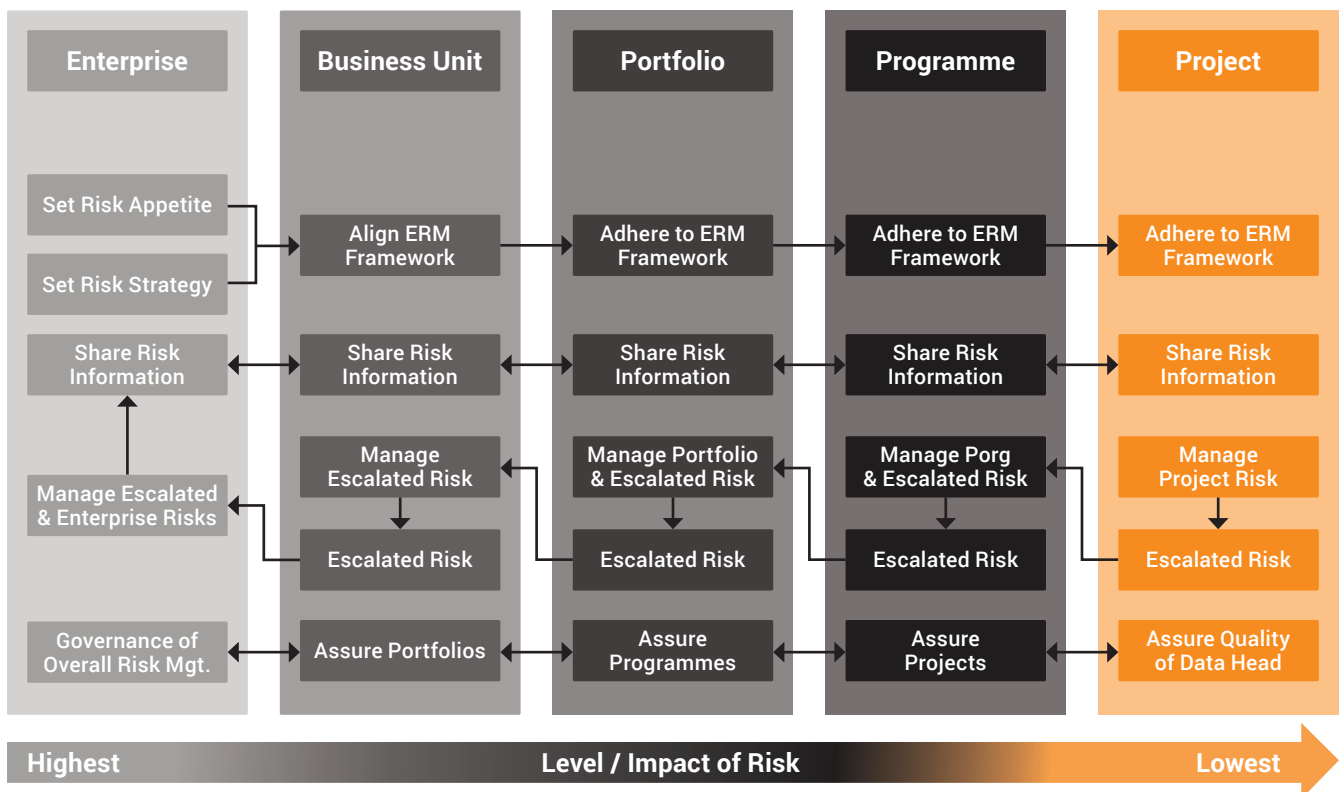 Enterprise
Business Unit
Portfolio
Programme
Project
Set Risk Appetite
Set Risk Strategy
Align ERM
Framework
Adhere to ERM
Framework
Adhere to ERM
Framework
Adhere to ERM
Framework
Share Risk
Information
Share Risk
Information
Share Risk
Information
Share Risk
Information
Share Risk
Information
Manage Escalated
& Enterprise Risks
Manage
Escalated Risk
Manage Portfolio
& Escalated Risk
Manage Porg
& Escalated Risk
Manage
Project Risk
Escalated Risk
Escalated Risk
Escalated Risk
Escalated Risk
Governance of
Overall Risk Mgt.
Assure Portfolios
Assure
Programmes
Assure
Projects
Assure Quality
of Data Head
Highest
Level / Impact of Risk
Lowest